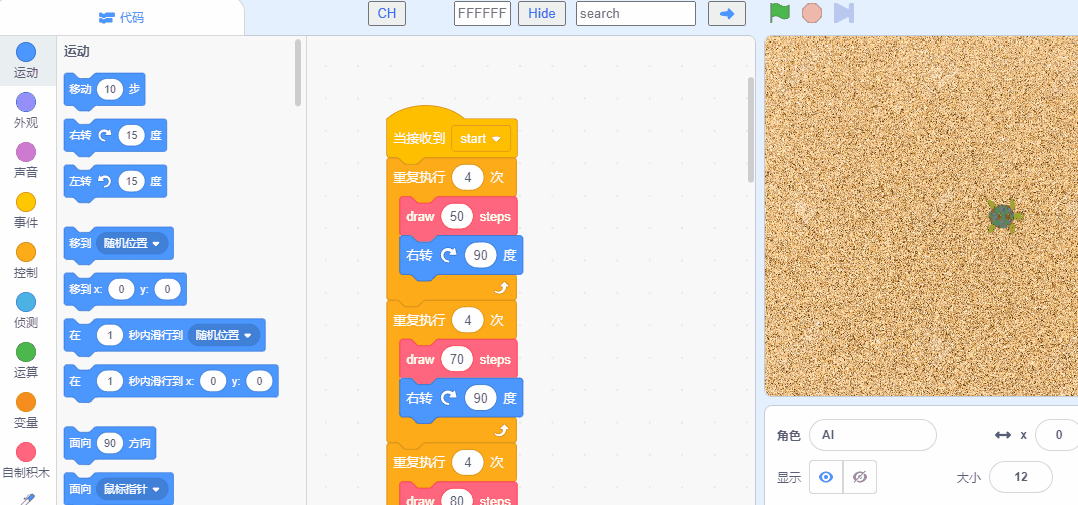 代码
CH
FFFFFF
Hide
search
运动
外观
声音
事件
控制
侦测
运算
变量
自制积木
运动
移动 10 步
右转 15 度
左转 15 度
移到 随机位置
移到 x: 0 y: 0
在 1 秒内滑行到 随机位置
在 1 秒内滑行到 x: 0 y: 0
面向 90 方向
面向 鼠标指针
当接收到 start
重复执行 4 次
draw 50 steps
右转 90 度
重复执行 4 次
draw 70 steps
右转 90 度
重复执行 4 次
draw 80 steps
角色 AI
x 0
显示
大小 12